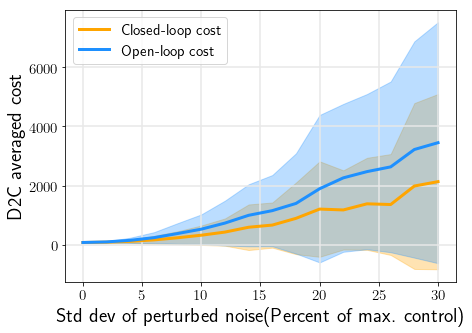 Closed-loop cost
Open-loop cost
D2C averaged cost
6000
4000
2000
0
0 5 10 15 20 25 30
Std dev of perturbed noise(Percent of max. control)